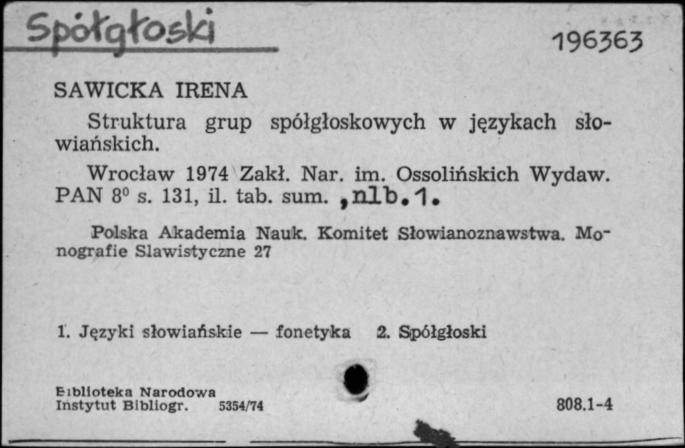 Spółgłoski
196363
SAWICKA IRENA
Struktura grup spółgłoskowych w językach sło-
wiańskich.
Wrocław 1974 Zakł. Nar. im. Ossolińskich Wydaw.
PAN 8⁰ s. 131, il. tab. sum. ,nlb.1.
Polska Akademia Nauk. Komitet Słowianoznawstwa. Mo-
nografie Slawistyczne 27
1. Języki słowiańskie — fonetyka 2. Spółgłoski
Biblioteka Narodowa
Instytut Bibliogr. 5354/74
808.1-4